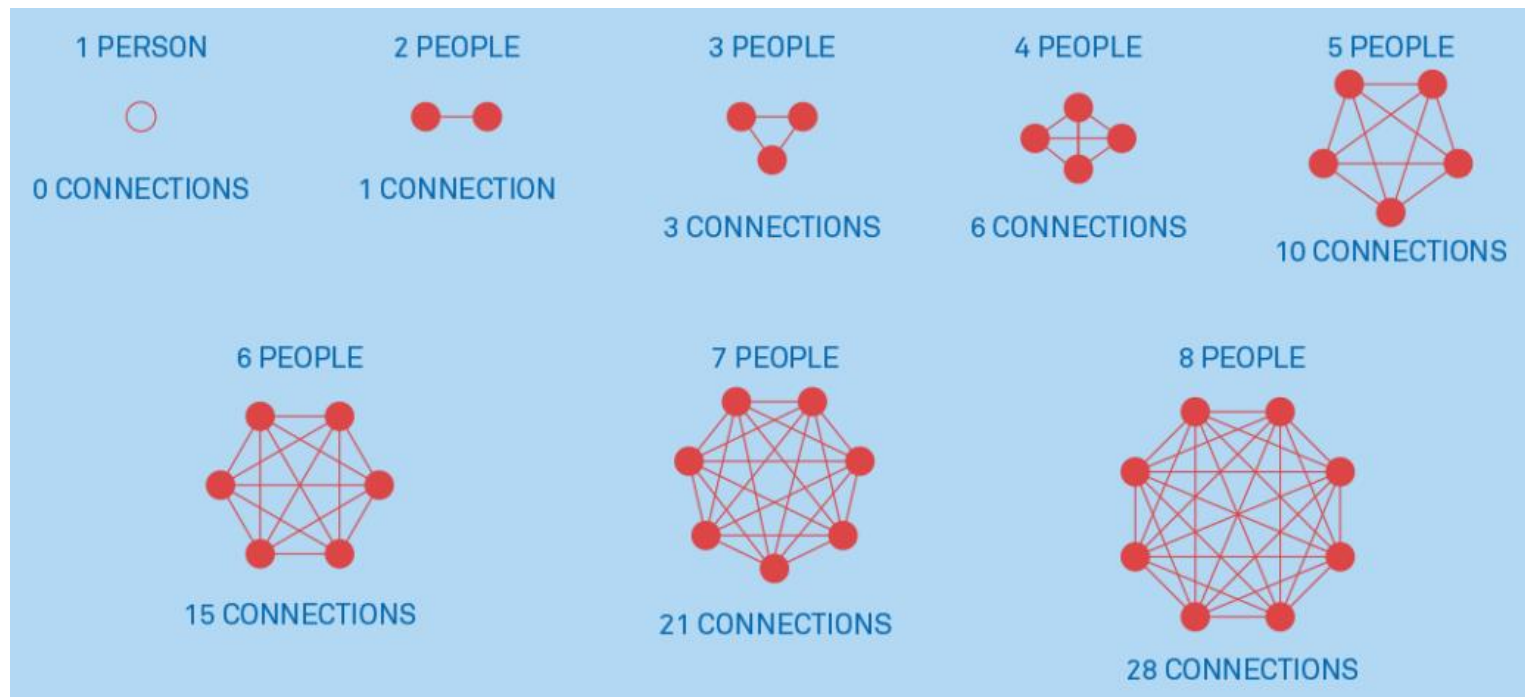 1 PERSON
2 PEOPLE
3 PEOPLE
4 PEOPLE
5 PEOPLE
0 CONNECTIONS
1 CONNECTION
3 CONNECTIONS
6 CONNECTIONS
10 CONNECTIONS
6 PEOPLE
7 PEOPLE
8 PEOPLE
15 CONNECTIONS
21 CONNECTIONS
28 CONNECTIONS